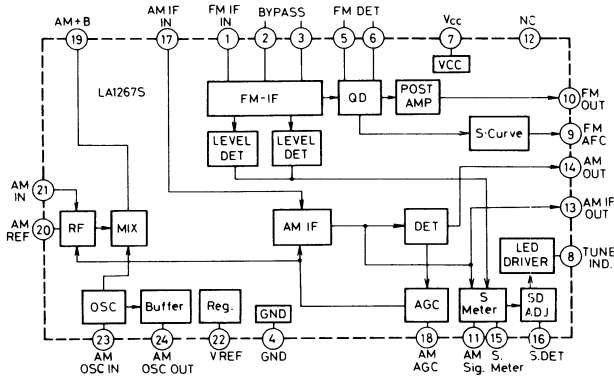 AM+B
AM IF
IN
FM IF
IN
BYPASS
FM DET
Vcc
NC
19
17
1
2
3
5
6
7
12
VCC
LA1267S
FM-IF
QD
POST
AMP
10
FM
OUT
LEVEL
DET
LEVEL
DET
S·Curve
9
FM
AFC
14
AM
OUT
AM
IN
21
AM
REF
20
RF
MIX
AM IF
DET
13
AM IF
OUT
LED
DRIVER
8
TUNE
IND.
OSC
Buffer
Reg.
GND
AGC
S
Meter
SD
ADJ
23
24
22
4
18
11
15
16
AM
OSC IN
AM
OSC OUT
V REF
GND
AM
AGC
AM
Sig.
S.
Meter
S.DET